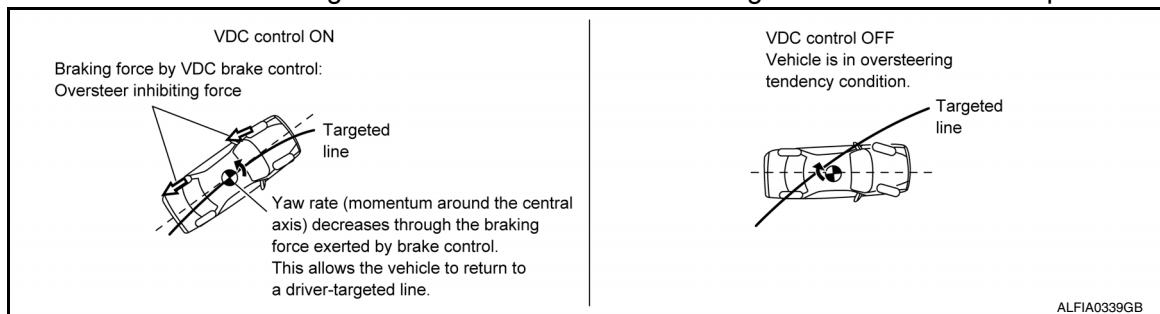 VDC control ON
Braking force by VDC brake control:
Oversteer inhibiting force
Targeted
line
Yaw rate (momentum around the central
axis) decreases through the braking
force exerted by brake control.
This allows the vehicle to return to
a driver-targeted line.
VDC control OFF
Vehicle is in oversteering
tendency condition.
Targeted
line
ALFIA0339GB